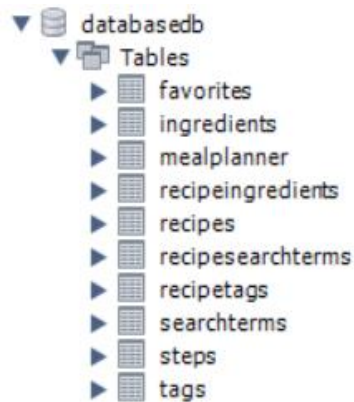 databasedb
Tables
favorites
ingredients
mealplanner
recipeingredients
recipes
recipesearchterms
recipetags
searchterms
steps
tags